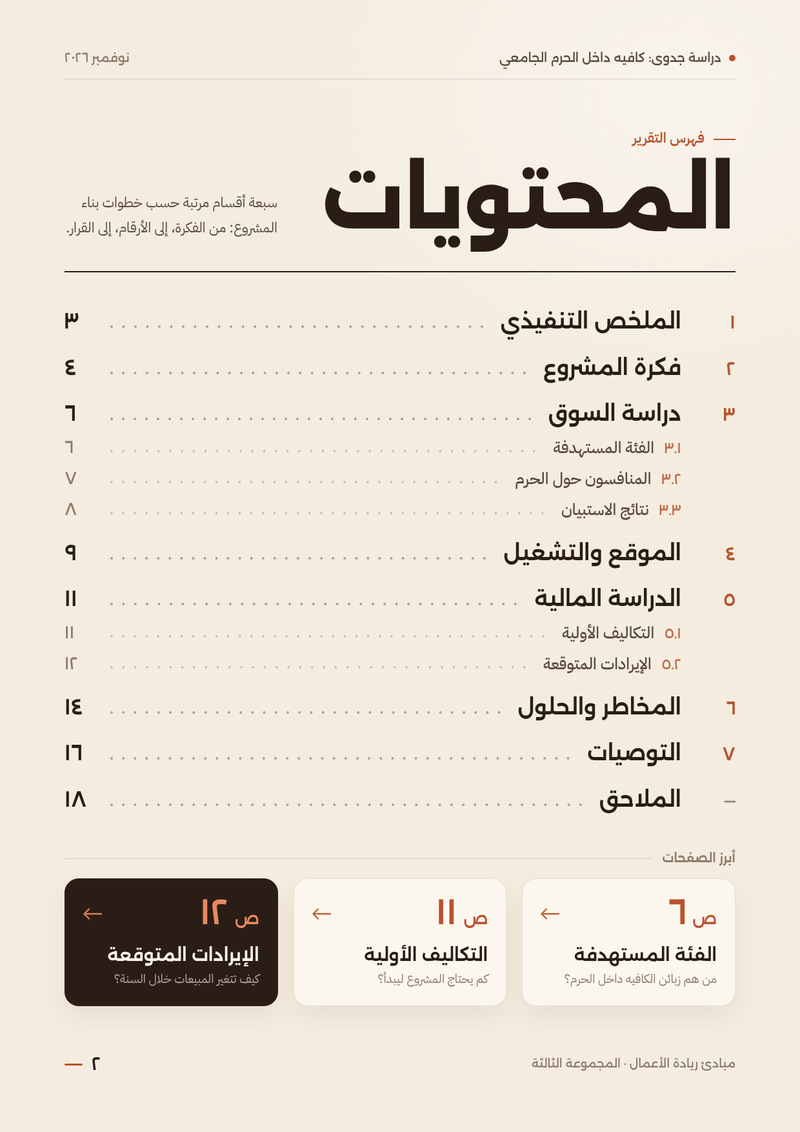 دراسة جدوى: كافيه داخل الحرم الجامعي
نوفمبر ٢٠٢٦
فهرس التقرير
المحتويات
سبعة أقسام مرتبة حسب خطوات بناء
المشروع: من الفكرة، إلى الأرقام، إلى القرار.
١ الملخص التنفيذي ٣
٢ فكرة المشروع ٤
٣ دراسة السوق ٦
٣.١ الفئة المستهدفة ٦
٣.٢ المنافسون حول الحرم ٧
٣.٣ نتائج الاستبيان ٨
٤ الموقع والتشغيل ٩
٥ الدراسة المالية ١١
٥.١ التكاليف الأولية ١١
٥.٢ الإيرادات المتوقعة ١٢
٦ المخاطر والحلول ١٤
٧ التوصيات ١٦
– الملاحق ١٨
أبرز الصفحات
ص ٦ ←
الفئة المستهدفة
من هم زبائن الكافيه داخل الحرم؟
ص ١١ ←
التكاليف الأولية
كم يحتاج المشروع ليبدأ؟
ص ١٢ ←
الإيرادات المتوقعة
كيف تتغير المبيعات خلال السنة؟
مبادئ ريادة الأعمال · المجموعة الثالثة
٢